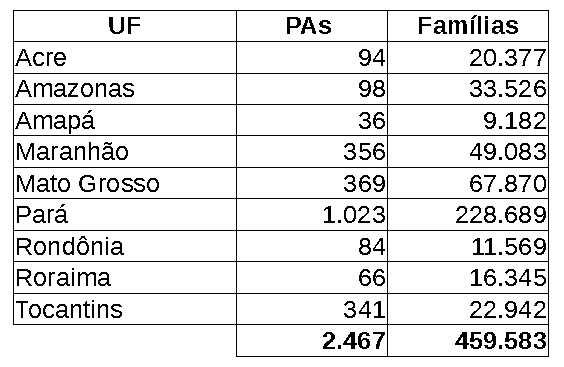 UF PAs Famílias
Acre 94 20.377
Amazonas 98 33.526
Amapá 36 9.182
Maranhão 356 49.083
Mato Grosso 369 67.870
Pará 1.023 228.689
Rondônia 84 11.569
Roraima 66 16.345
Tocantins 341 22.942
2.467 459.583